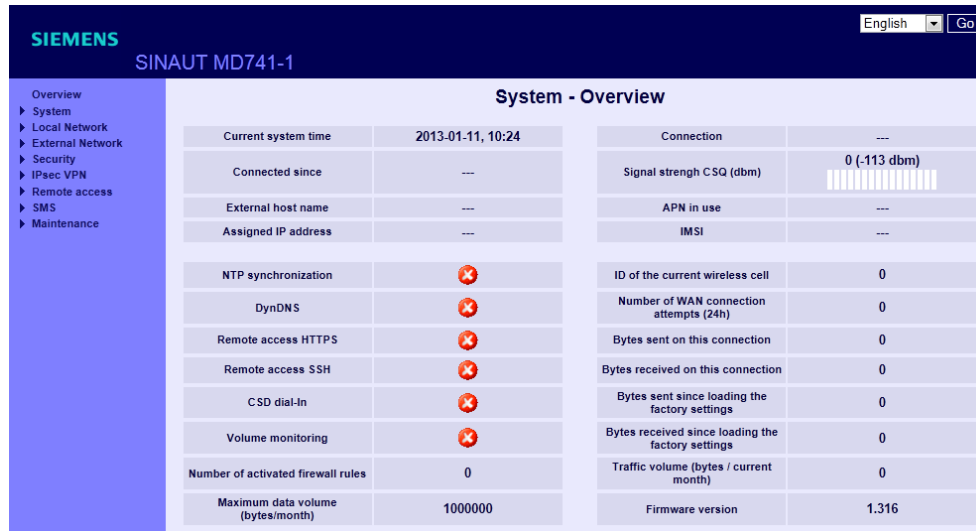 English Go
SIEMENS
SINAUT MD741-1
Overview
System
Local Network
External Network
Security
IPsec VPN
Remote access
SMS
Maintenance
System - Overview
Current system time 2013-01-11, 10:24 Connection ---
Connected since --- Signal strengh CSQ (dbm) 0 (-113 dbm)
External host name --- APN in use ---
Assigned IP address --- IMSI ---
NTP synchronization ID of the current wireless cell 0
DynDNS Number of WAN connection
attempts (24h) 0
Remote access HTTPS Bytes sent on this connection 0
Remote access SSH Bytes received on this connection 0
CSD dial-In Bytes sent since loading the
factory settings 0
Volume monitoring Bytes received since loading the
factory settings 0
Number of activated firewall rules 0 Traffic volume (bytes / current
month) 0
Maximum data volume
(bytes/month) 1000000 Firmware version 1.316